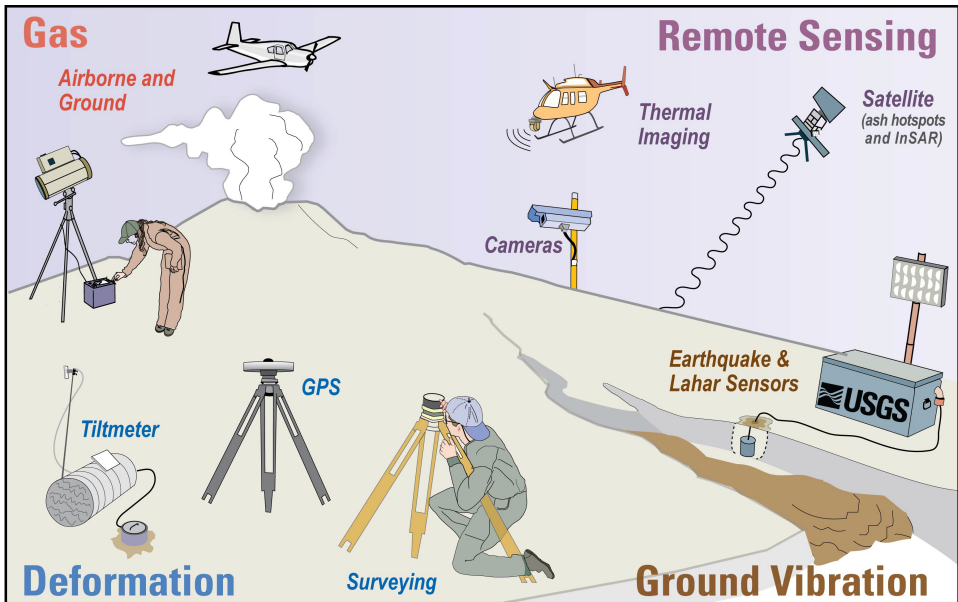 Gas
Remote Sensing
Airborne and
Ground
Thermal
Imaging
Satellite
(ash hotspots
and InSAR)
Cameras
Earthquake &
Lahar Sensors
USGS
GPS
Tiltmeter
Surveying
Deformation
Ground Vibration